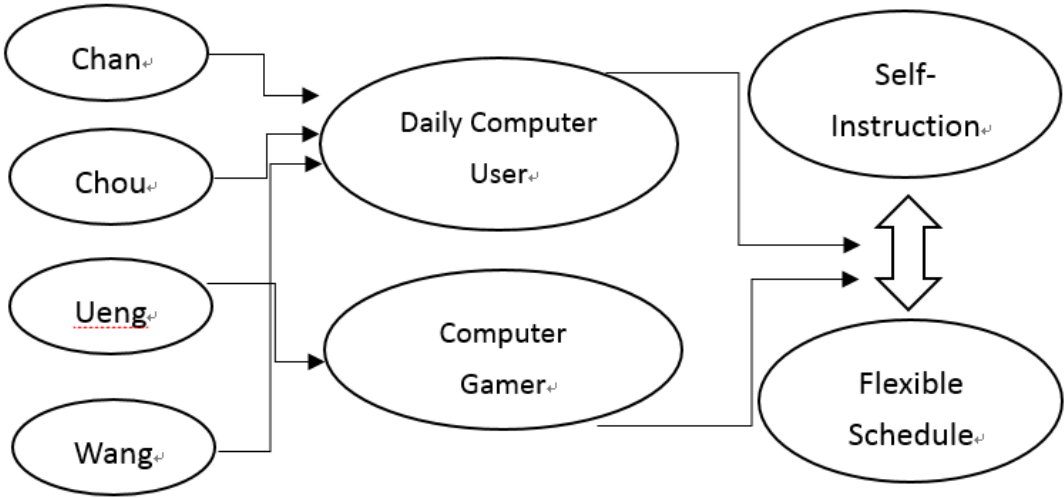 Chan
Chou
Ueng
Wang
Daily Computer
User
Computer
Gamer
Self-
Instruction
Flexible
Schedule